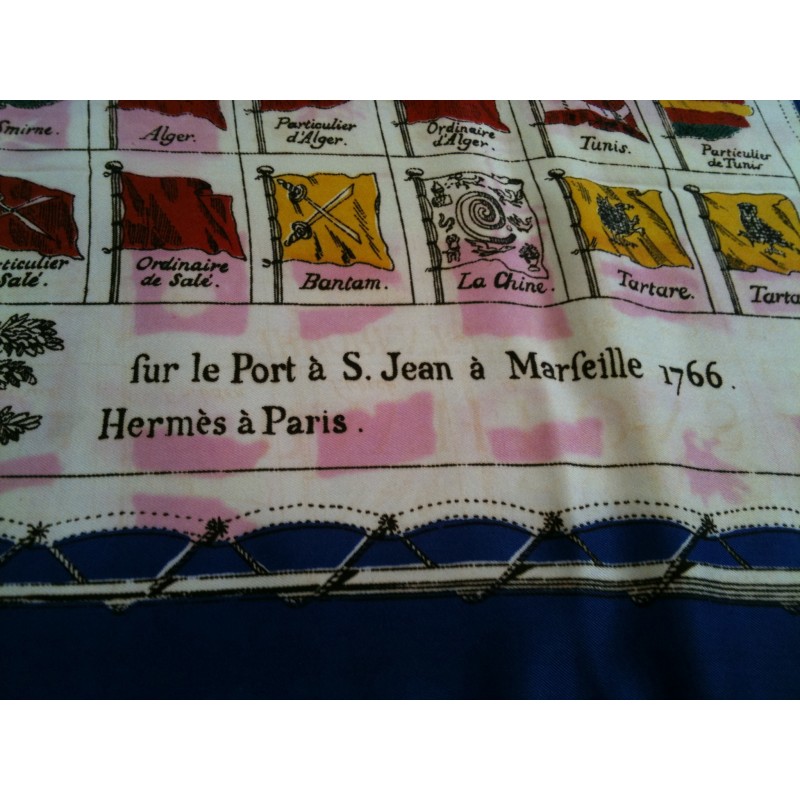 Smirne.
Alger.
Particulier
d'Alger.
Ordinaire
d'Alger.
Tunis.
Particulier
de Tunis
ticulier
Salé.
Ordinaire
de Salé.
Bantam.
La Chine.
Tartare.
Tarta
ſur le Port à S. Jean à Marſeille 1766.
Hermès à Paris.